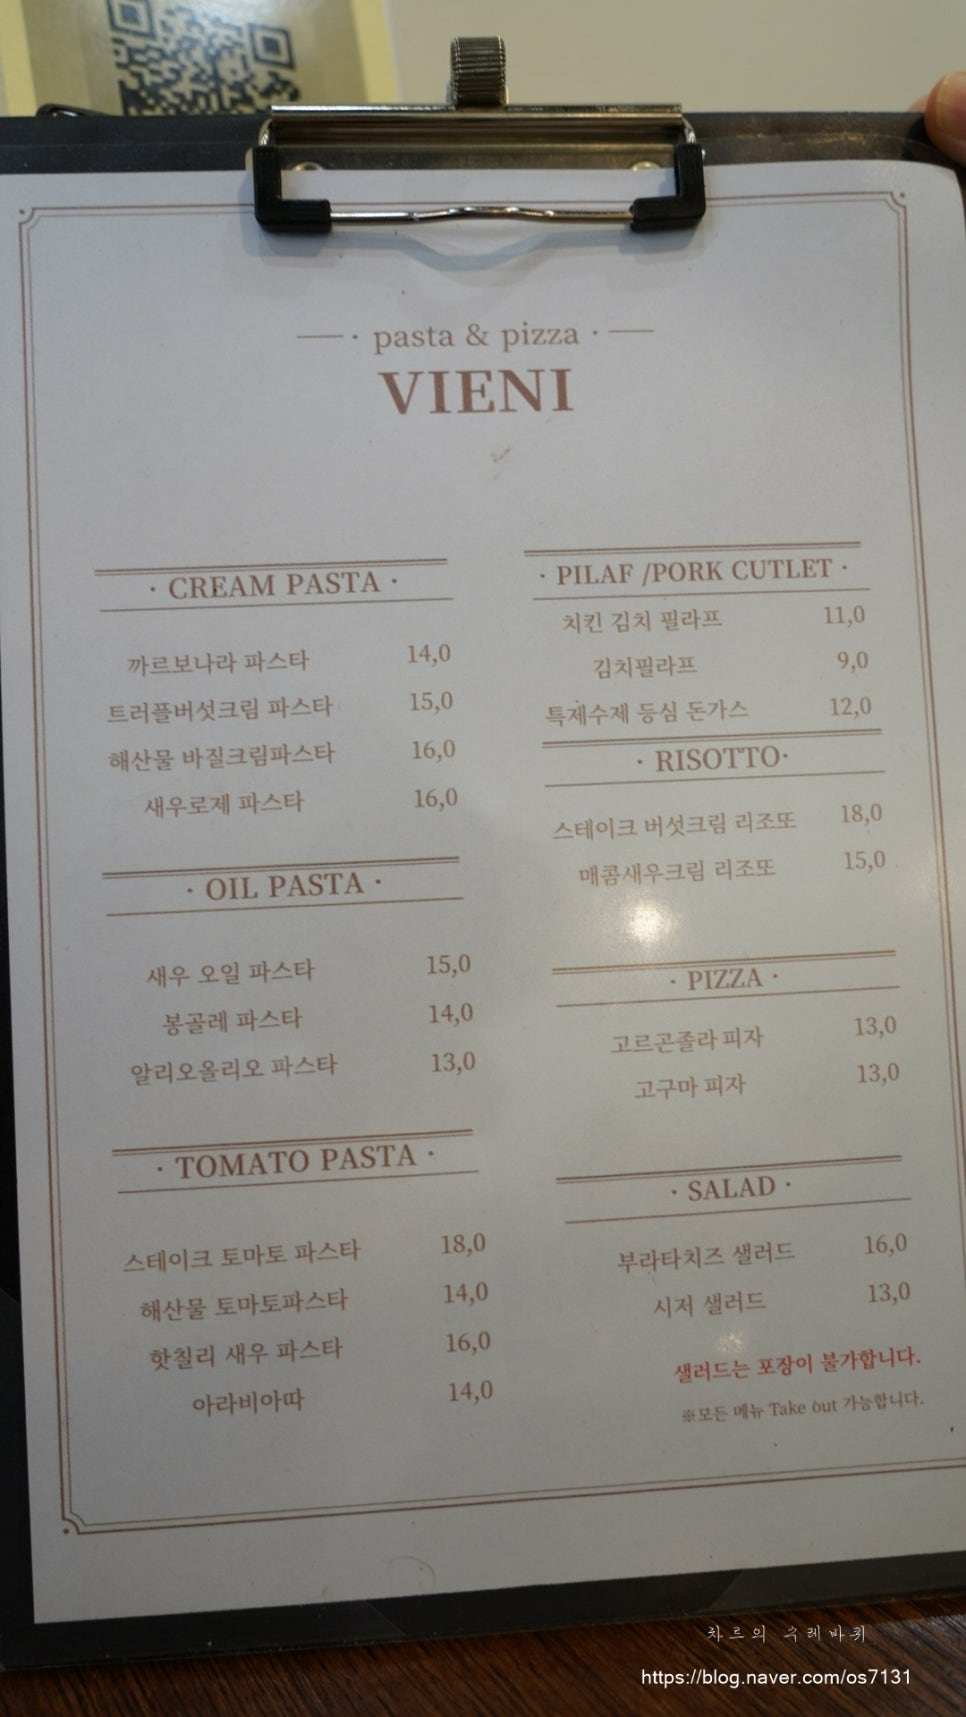 · pasta & pizza ·
VIENI
· CREAM PASTA ·
까르보나라 파스타 14,0
트러플버섯크림 파스타 15,0
해산물 바질크림파스타 16,0
새우로제 파스타 16,0
· OIL PASTA ·
새우 오일 파스타 15,0
봉골레 파스타 14,0
알리오올리오 파스타 13,0
· TOMATO PASTA ·
스테이크 토마토 파스타 18,0
해산물 토마토파스타 14,0
핫칠리 새우 파스타 16,0
아라비아따 14,0
· PILAF /PORK CUTLET ·
치킨 김치 필라프 11,0
김치필라프 9,0
특제수제 등심 돈가스 12,0
· RISOTTO·
스테이크 버섯크림 리조또 18,0
매콤새우크림 리조또 15,0
· PIZZA ·
고르곤졸라 피자 13,0
고구마 피자 13,0
· SALAD ·
부라타치즈 샐러드 16,0
시저 샐러드 13,0
샐러드는 포장이 불가합니다.
※모든 메뉴 Take out 가능합니다.
차르의 수레바퀴
https://blog.naver.com/os7131